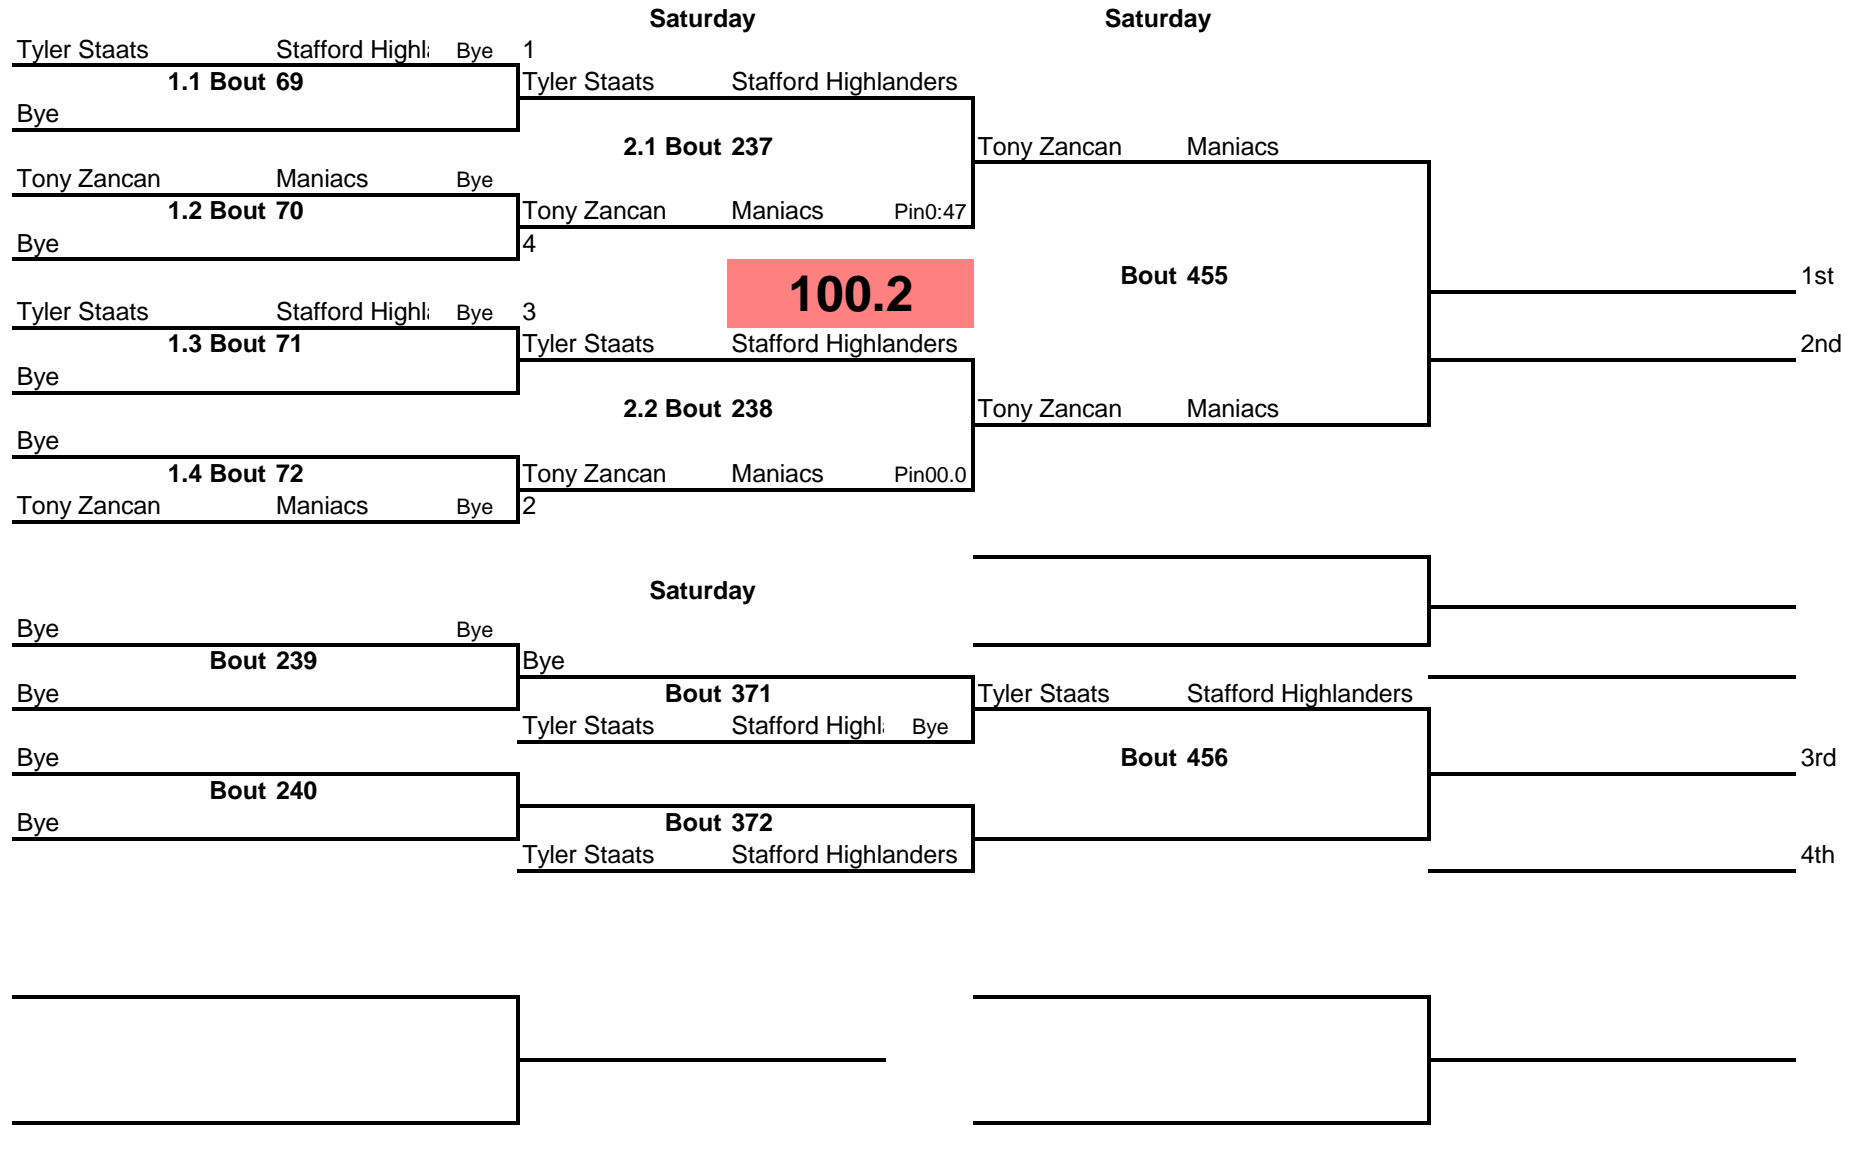 Saturday Saturday
Tyler Staats Stafford Highl Bye 1
1.1 Bout 69 Tyler Staats Stafford Highlanders
Bye
2.1 Bout 237 Tony Zancan Maniacs
Tony Zancan Maniacs Bye
1.2 Bout 70 Tony Zancan Maniacs Pin0:47
Bye 4
100.2 Bout 455 1st
Tyler Staats Stafford Highl Bye 3
1.3 Bout 71 Tyler Staats Stafford Highlanders 2nd
Bye
2.2 Bout 238 Tony Zancan Maniacs
Bye
1.4 Bout 72 Tony Zancan Maniacs Pin00.0
Tony Zancan Maniacs Bye 2
Saturday
Bye Bye
Bout 239 Bye
Bye Bout 371 Tyler Staats Stafford Highlanders
Tyler Staats Stafford Highl Bye
Bye Bout 456 3rd
Bout 240
Bye Bout 372
Tyler Staats Stafford Highlanders 4th